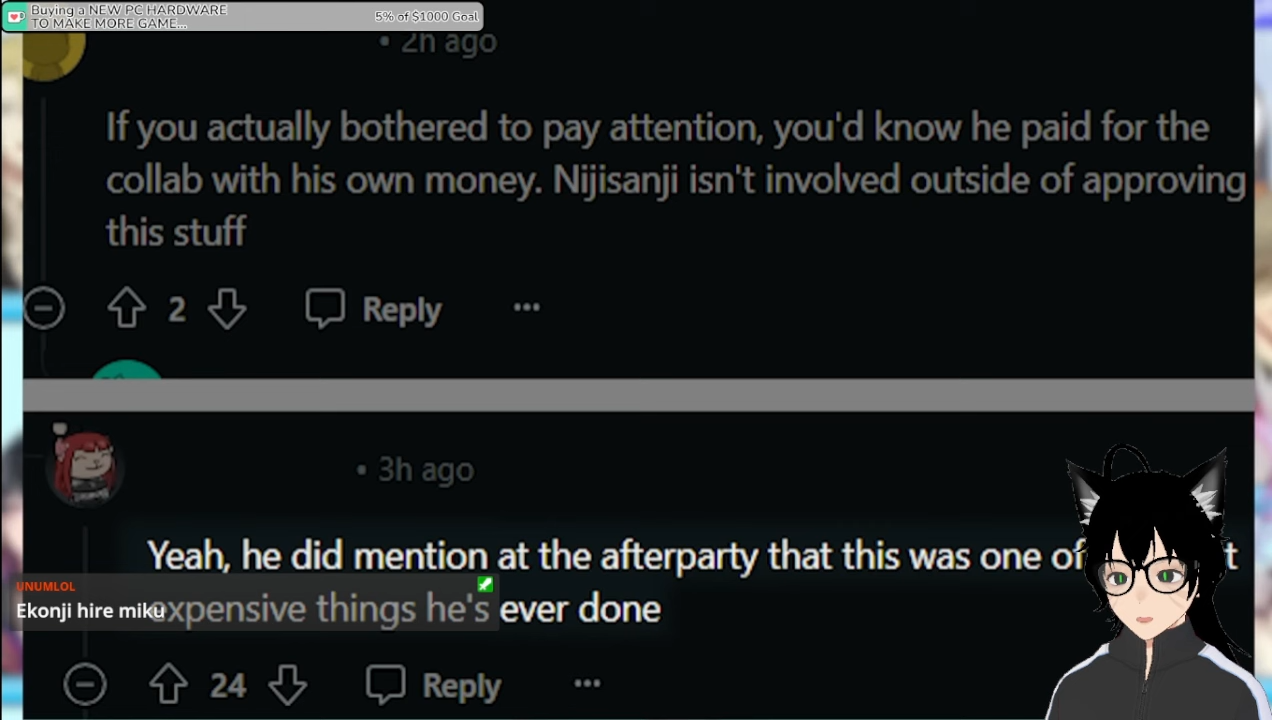 Buying a NEW PC HARDWARE
TO MAKE MORE GAME...
5% of $1000 Goal
• 2h ago
If you actually bothered to pay attention, you'd know he paid for the
collab with his own money. Nijisanji isn't involved outside of approving
this stuff
2
Reply
...
• 3h ago
Yeah, he did mention at the afterparty that this was one of
expensive things he's ever done
UNUMLOL
Ekonji hire miku
24
Reply
...